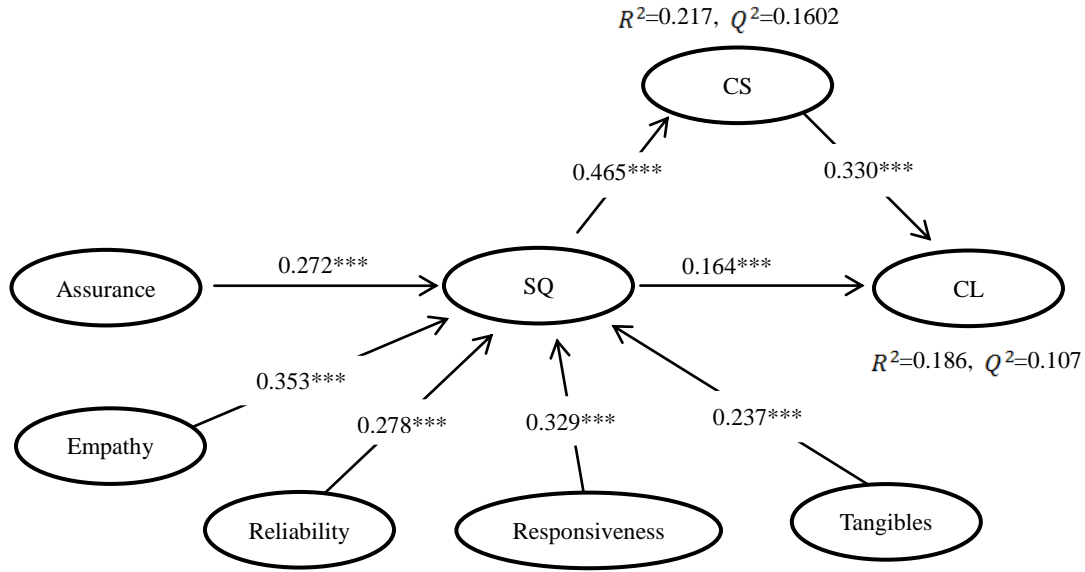 R²=0.217, Q²=0.1602
CS
0.465***
0.330***
Assurance
0.272***
SQ
0.164***
CL
R²=0.186, Q²=0.107
0.353***
0.278***
0.329***
0.237***
Empathy
Reliability
Responsiveness
Tangibles